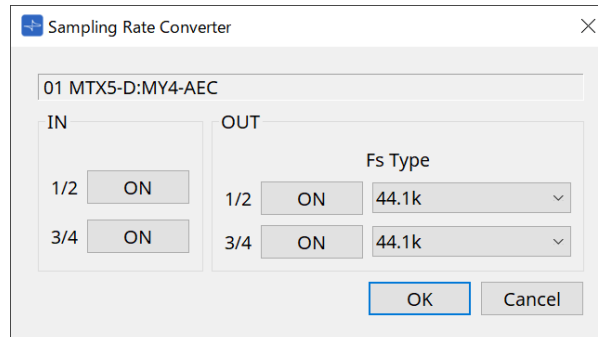 Sampling Rate Converter
01 MTX5-D:MY4-AEC
IN
OUT
Fs Type
1/2 ON
1/2 ON 44.1k
3/4 ON
3/4 ON 44.1k
OK Cancel